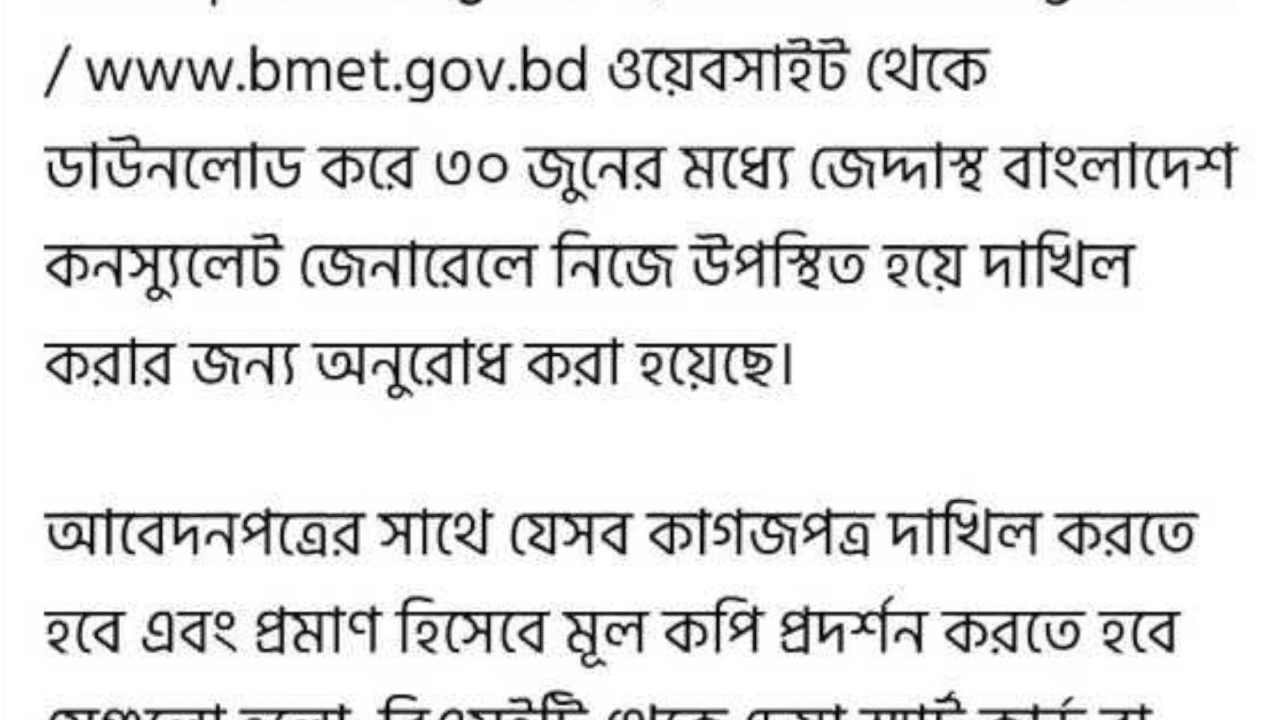 / www.bmet.gov.bd ওয়েবসাইট থেকে
ডাউনলোড করে ৩০ জুনের মধ্যে জেদ্দাস্থ বাংলাদেশ
কনস্যুলেট জেনারেলে নিজে উপস্থিত হয়ে দাখিল
করার জন্য অনুরোধ করা হয়েছে।
আবেদনপত্রের সাথে যেসব কাগজপত্র দাখিল করতে
হবে এবং প্রমাণ হিসেবে মূল কপি প্রদর্শন করতে হবে